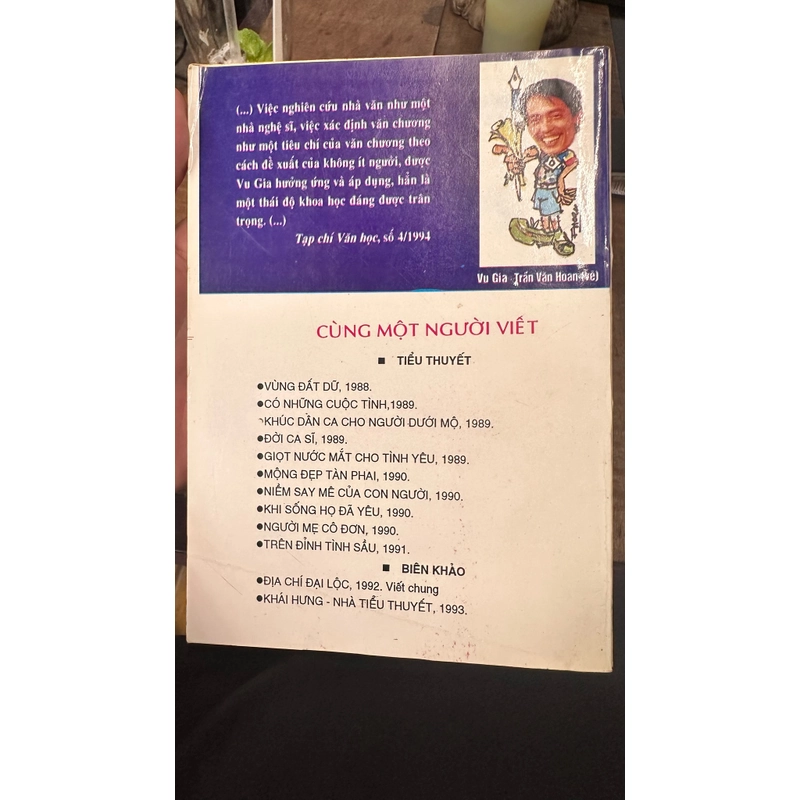 (...) Việc nghiên cứu nhà văn như một
nhà nghệ sĩ, việc xác định văn chương
như một tiêu chí của văn chương theo
cách đề xuất của không ít người, được
Vu Gia hưởng ứng và áp dụng, hẳn là
một thái độ khoa học đáng được trân
trọng. (...)
Tạp chí Văn học, số 4/1994
Vu Gia Trần Văn Hoan (vẽ)
CÙNG MỘT NGƯỜI VIẾT
■ TIỂU THUYẾT
●VÙNG ĐẤT DỮ, 1988.
●CÓ NHỮNG CUỘC TÌNH,1989.
KHÚC DÂN CA CHO NGƯỜI DƯỚI MỘ, 1989.
●ĐỜI CA SĨ, 1989.
●GIỌT NƯỚC MẮT CHO TÌNH YÊU, 1989.
●MỘNG ĐẸP TÀN PHAI, 1990.
●NIỀM SAY MÊ CỦA CON NGƯỜI, 1990.
●KHI SỐNG HỌ ĐÃ YÊU, 1990.
●NGƯỜI MẸ CÔ ĐƠN, 1990.
●TRÊN ĐỈNH TÌNH SẦU, 1991.
■ BIÊN KHẢO
●ĐỊA CHÍ ĐẠI LỘC, 1992. Viết chung
●KHÁI HƯNG - NHÀ TIỂU THUYẾT, 1993.